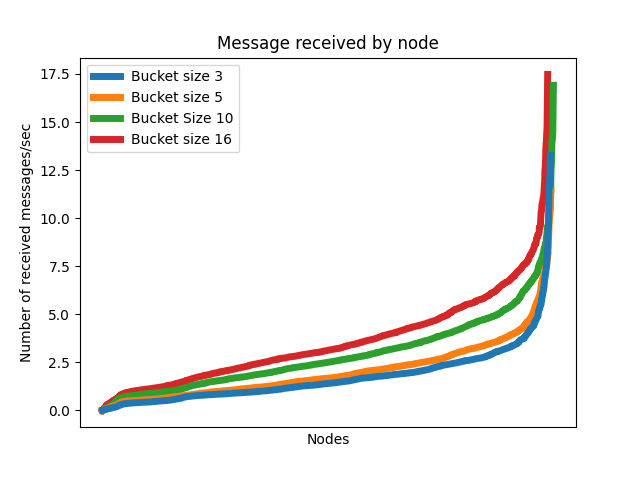 Message received by node
Bucket size 3
Bucket size 5
Bucket Size 10
Bucket size 16
Number of received messages/sec
17.5
15.0
12.5
10.0
7.5
5.0
2.5
0.0
Nodes